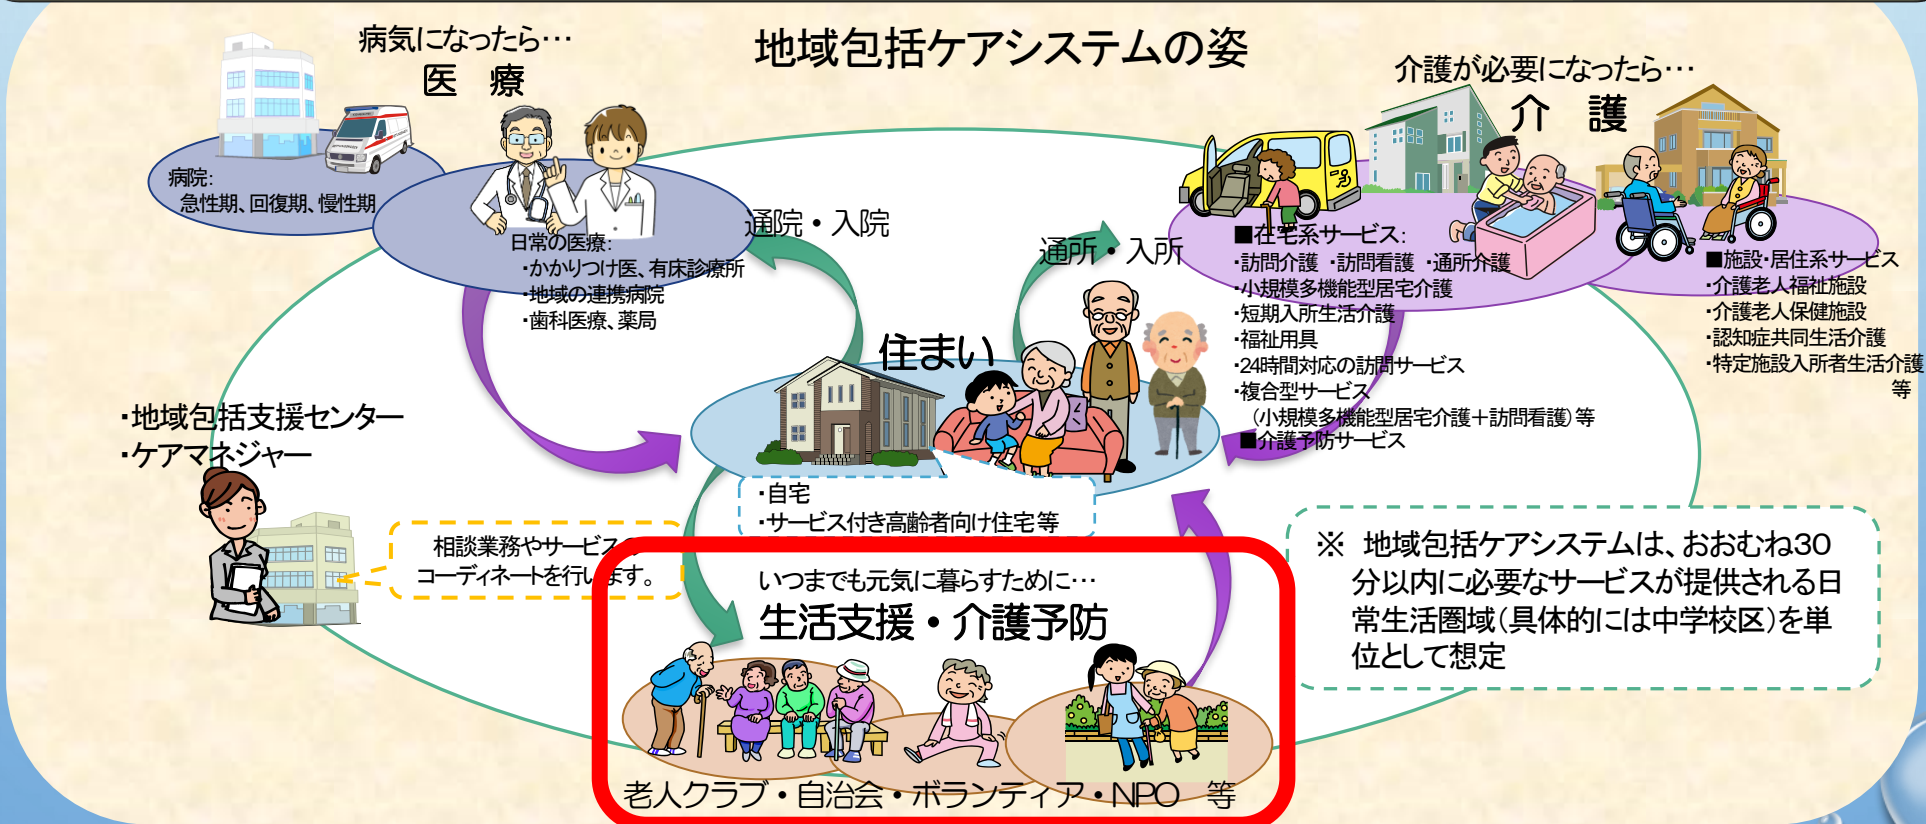 地域包括ケアシステムの姿
病気になったら…
医　療
病院:
急性期、回復期、慢性期
日常の医療:
・かかりつけ医、有床診療所
・地域の連携病院
・歯科医療、薬局
通院・入院
通所・入所
介護が必要になったら…
介　護
■在宅系サービス:
・訪問介護 ・訪問看護 ・通所介護
・小規模多機能型居宅介護
・短期入所生活介護
・福祉用具
・24時間対応の訪問サービス
・複合型サービス
（小規模多機能型居宅介護＋訪問看護）等
■介護予防サービス
■施設・居住系サービス
・介護老人福祉施設
・介護老人保健施設
・認知症共同生活介護
・特定施設入所者生活介護
等
住まい
・自宅
・サービス付き高齢者向け住宅等
・地域包括支援センター
・ケアマネジャー
相談業務やサービスの
コーディネートを行います。
いつまでも元気に暮らすために…
生活支援・介護予防
老人クラブ・自治会・ボランティア・NPO　等
※　地域包括ケアシステムは、おおむね30
分以内に必要なサービスが提供される日
常生活圏域（具体的には中学校区）を単
位として想定